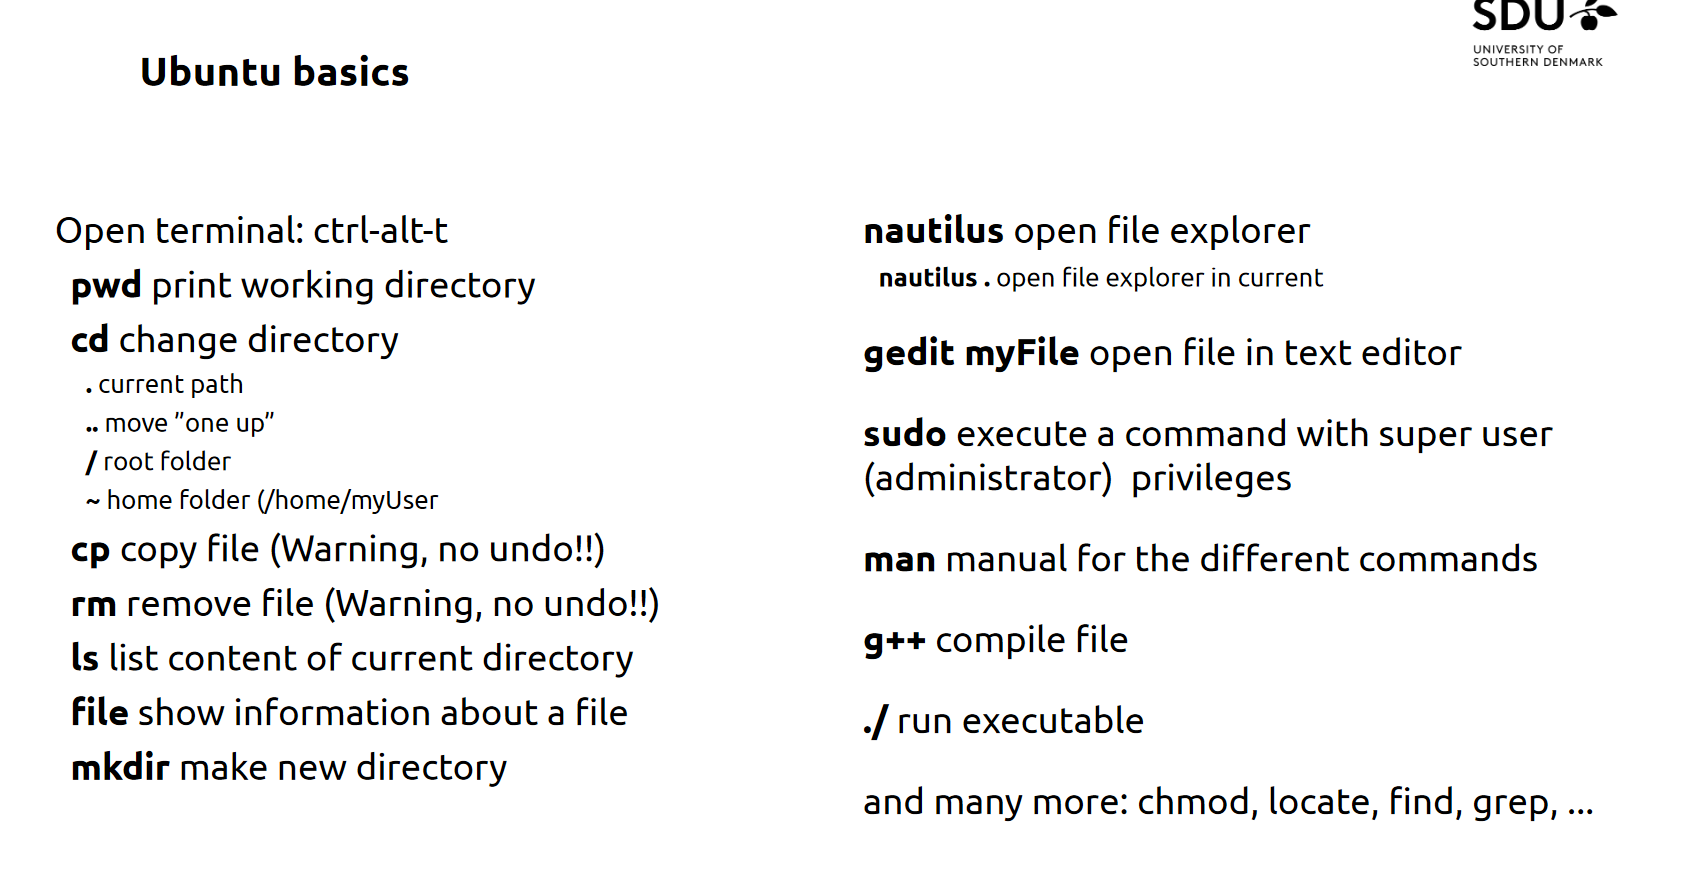 SDU
UNIVERSITY OF
SOUTHERN DENMARK
Ubuntu basics
Open terminal: ctrl-alt-t
pwd print working directory
cd change directory
. current path
.. move ”one up”
/ root folder
~ home folder (/home/myUser
cp copy file (Warning, no undo!!)
rm remove file (Warning, no undo!!)
ls list content of current directory
file show information about a file
mkdir make new directory
nautilus open file explorer
nautilus . open file explorer in current
gedit myFile open file in text editor
sudo execute a command with super user
(administrator)  privileges
man manual for the different commands
g++ compile file
./ run executable
and many more: chmod, locate, find, grep, ...